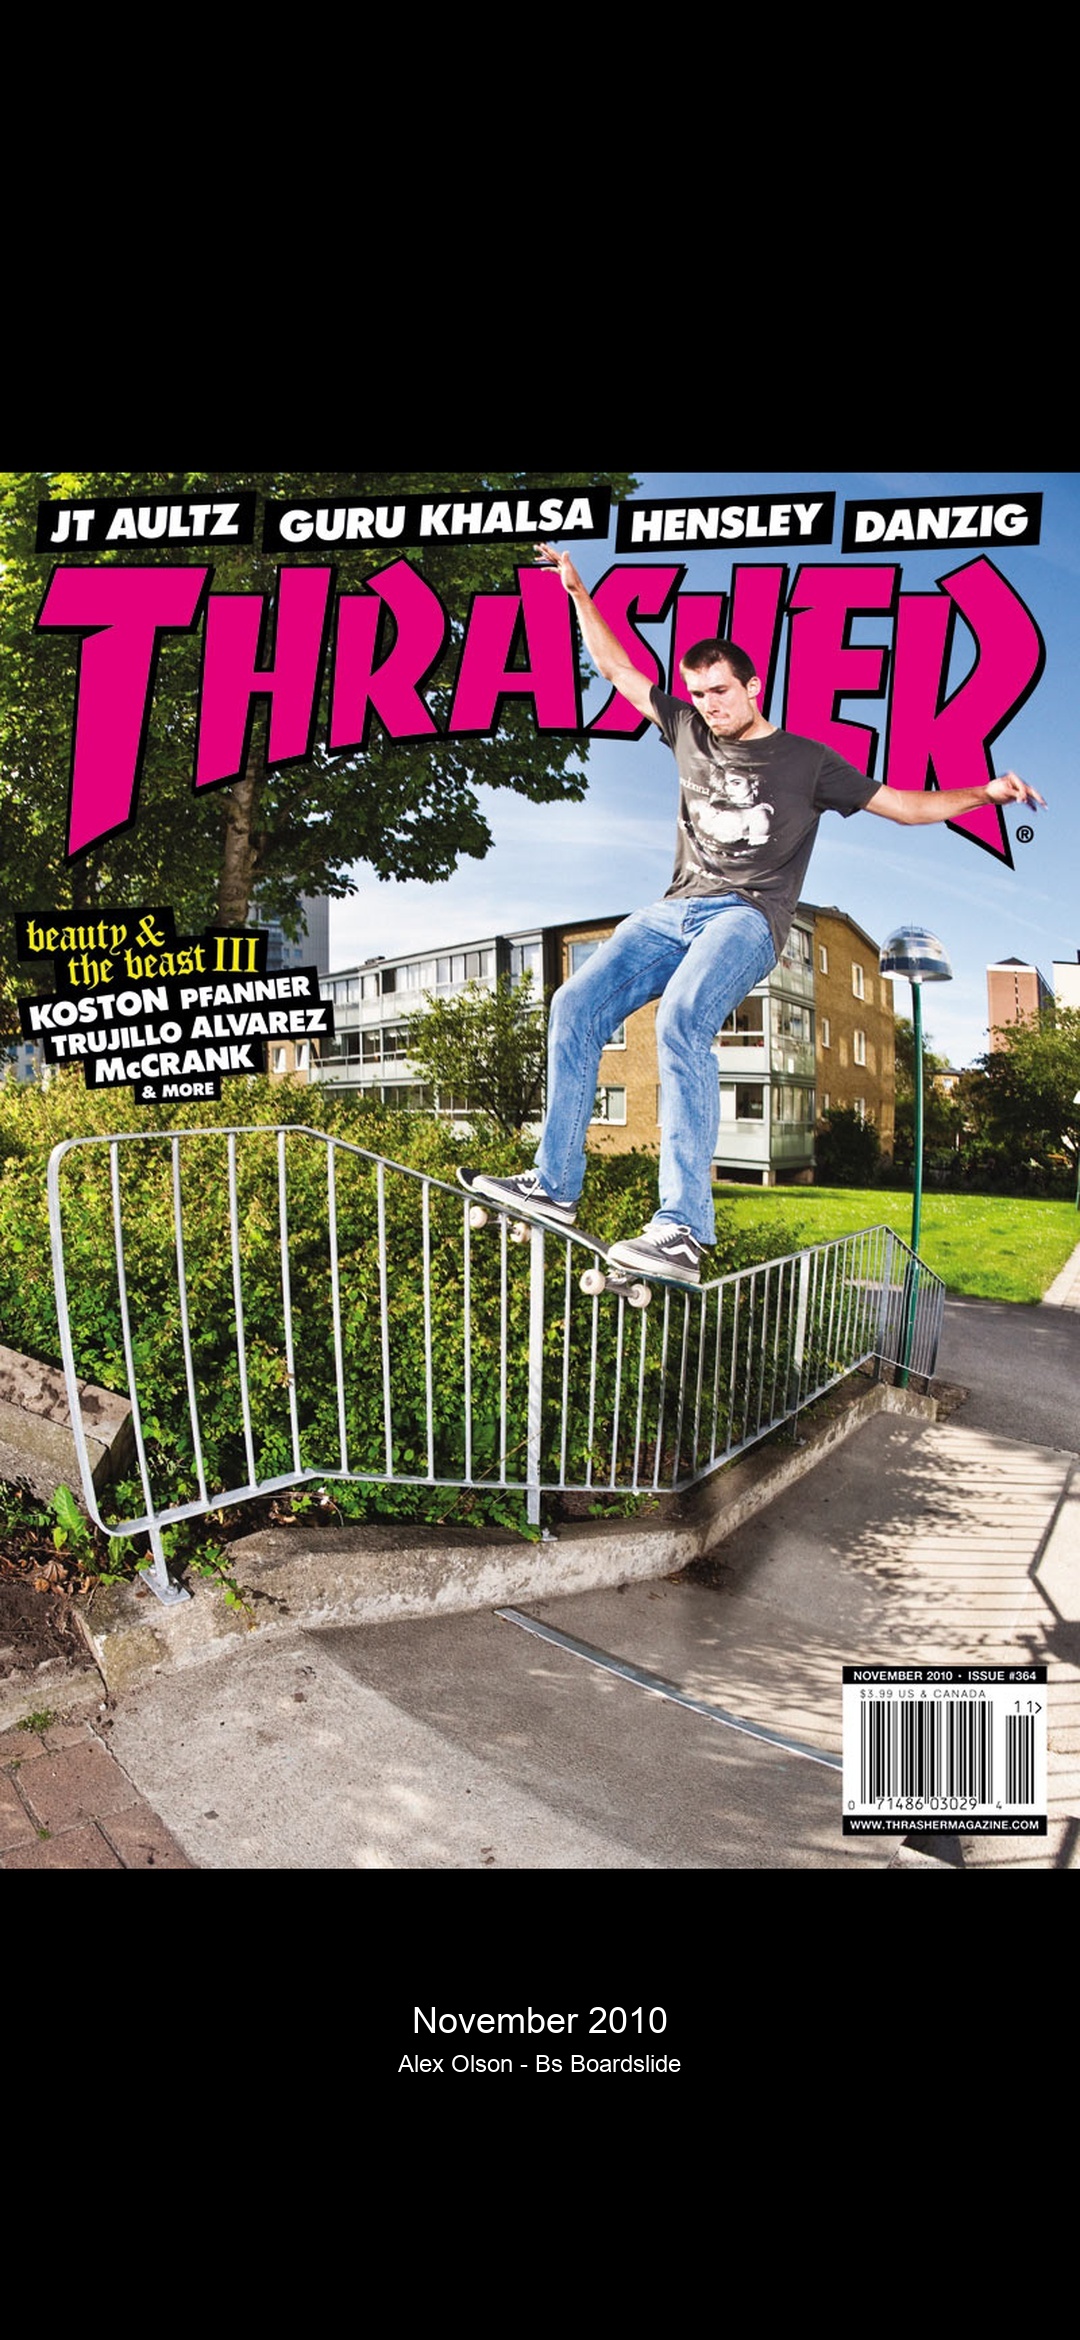 JT AULTZ GURU KHALSA HENSLEY DANZIG
THRASHER
®
beauty &
the beast III
KOSTON PFANNER
TRUJILLO ALVAREZ
McCRANK
& MORE
NOVEMBER 2010 • ISSUE #364
$3.99 US & CANADA
11>
0 71486 03029 4
WWW.THRASHERMAGAZINE.COM
November 2010
Alex Olson - Bs Boardslide